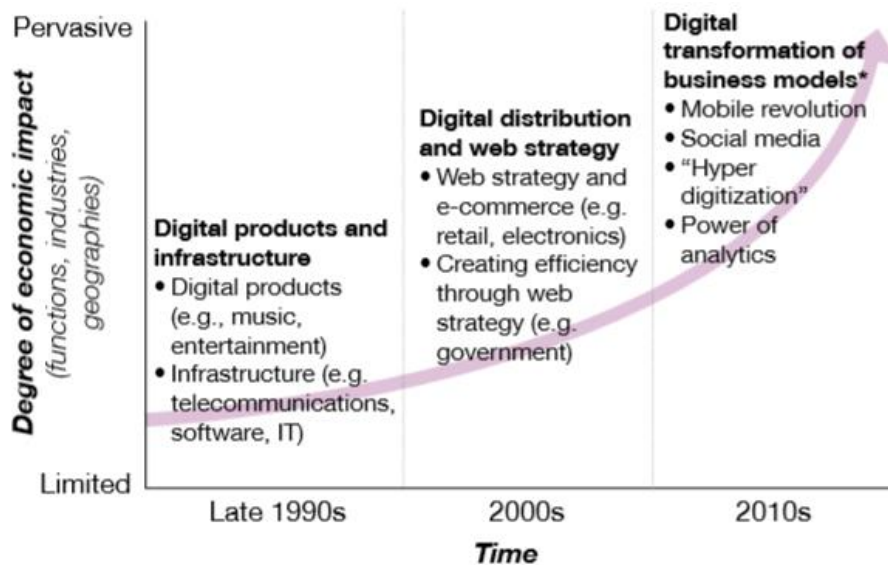 Pervasive
Degree of economic impact
(functions, industries,
geographies)
Limited
Digital products and
infrastructure
• Digital products
(e.g., music,
entertainment)
• Infrastructure (e.g.
telecommunications,
software, IT)
Digital distribution
and web strategy
• Web strategy and
e-commerce (e.g.
retail, electronics)
• Creating efficiency
through web
strategy (e.g.
government)
Digital
transformation of
business models*
• Mobile revolution
• Social media
• “Hyper
digitization”
• Power of
analytics
Late 1990s
2000s
2010s
Time